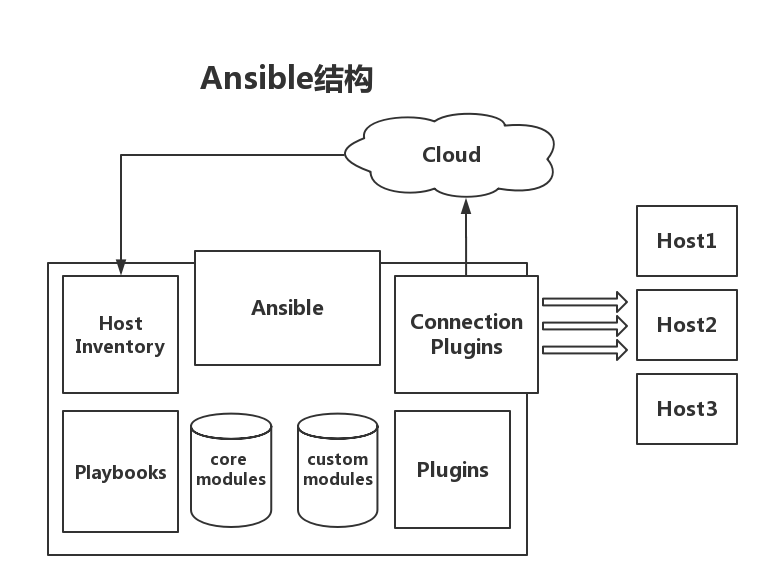 Ansible结构
Cloud
Host1
Host
Inventory
Ansible
Connection
Plugins
Host2
Host3
Playbooks
core
modules
custom
modules
Plugins